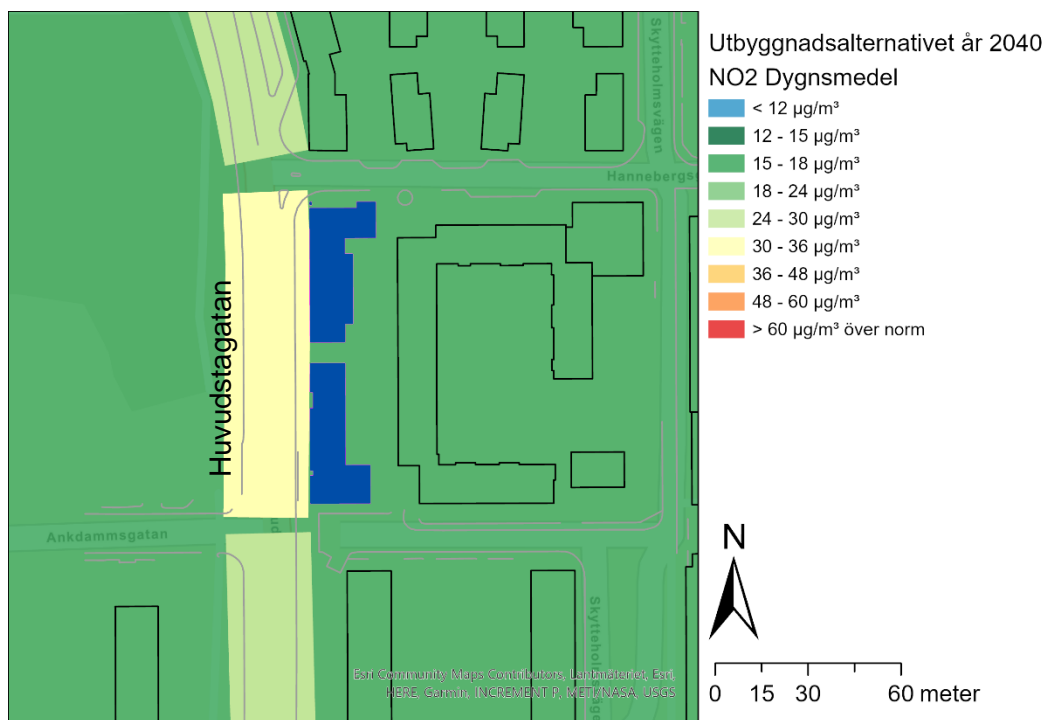 Utbyggnadsalternativet år 2040
NO2 Dygnsmedel
< 12 µg/m³
12 - 15 µg/m³
15 - 18 µg/m³
18 - 24 µg/m³
24 - 30 µg/m³
30 - 36 µg/m³
36 - 48 µg/m³
48 - 60 µg/m³
> 60 µg/m³ över norm
Skytteholmsvägen
Hannebergsg
Huvudstagatan
Ankdammsgatan
Skytteholmsväge
Esri Community Maps Contributors, Lantmäteriet, Esri,
HERE, Garmin, INCREMENT P, METI/NASA, USGS
N
0 15 30 60 meter